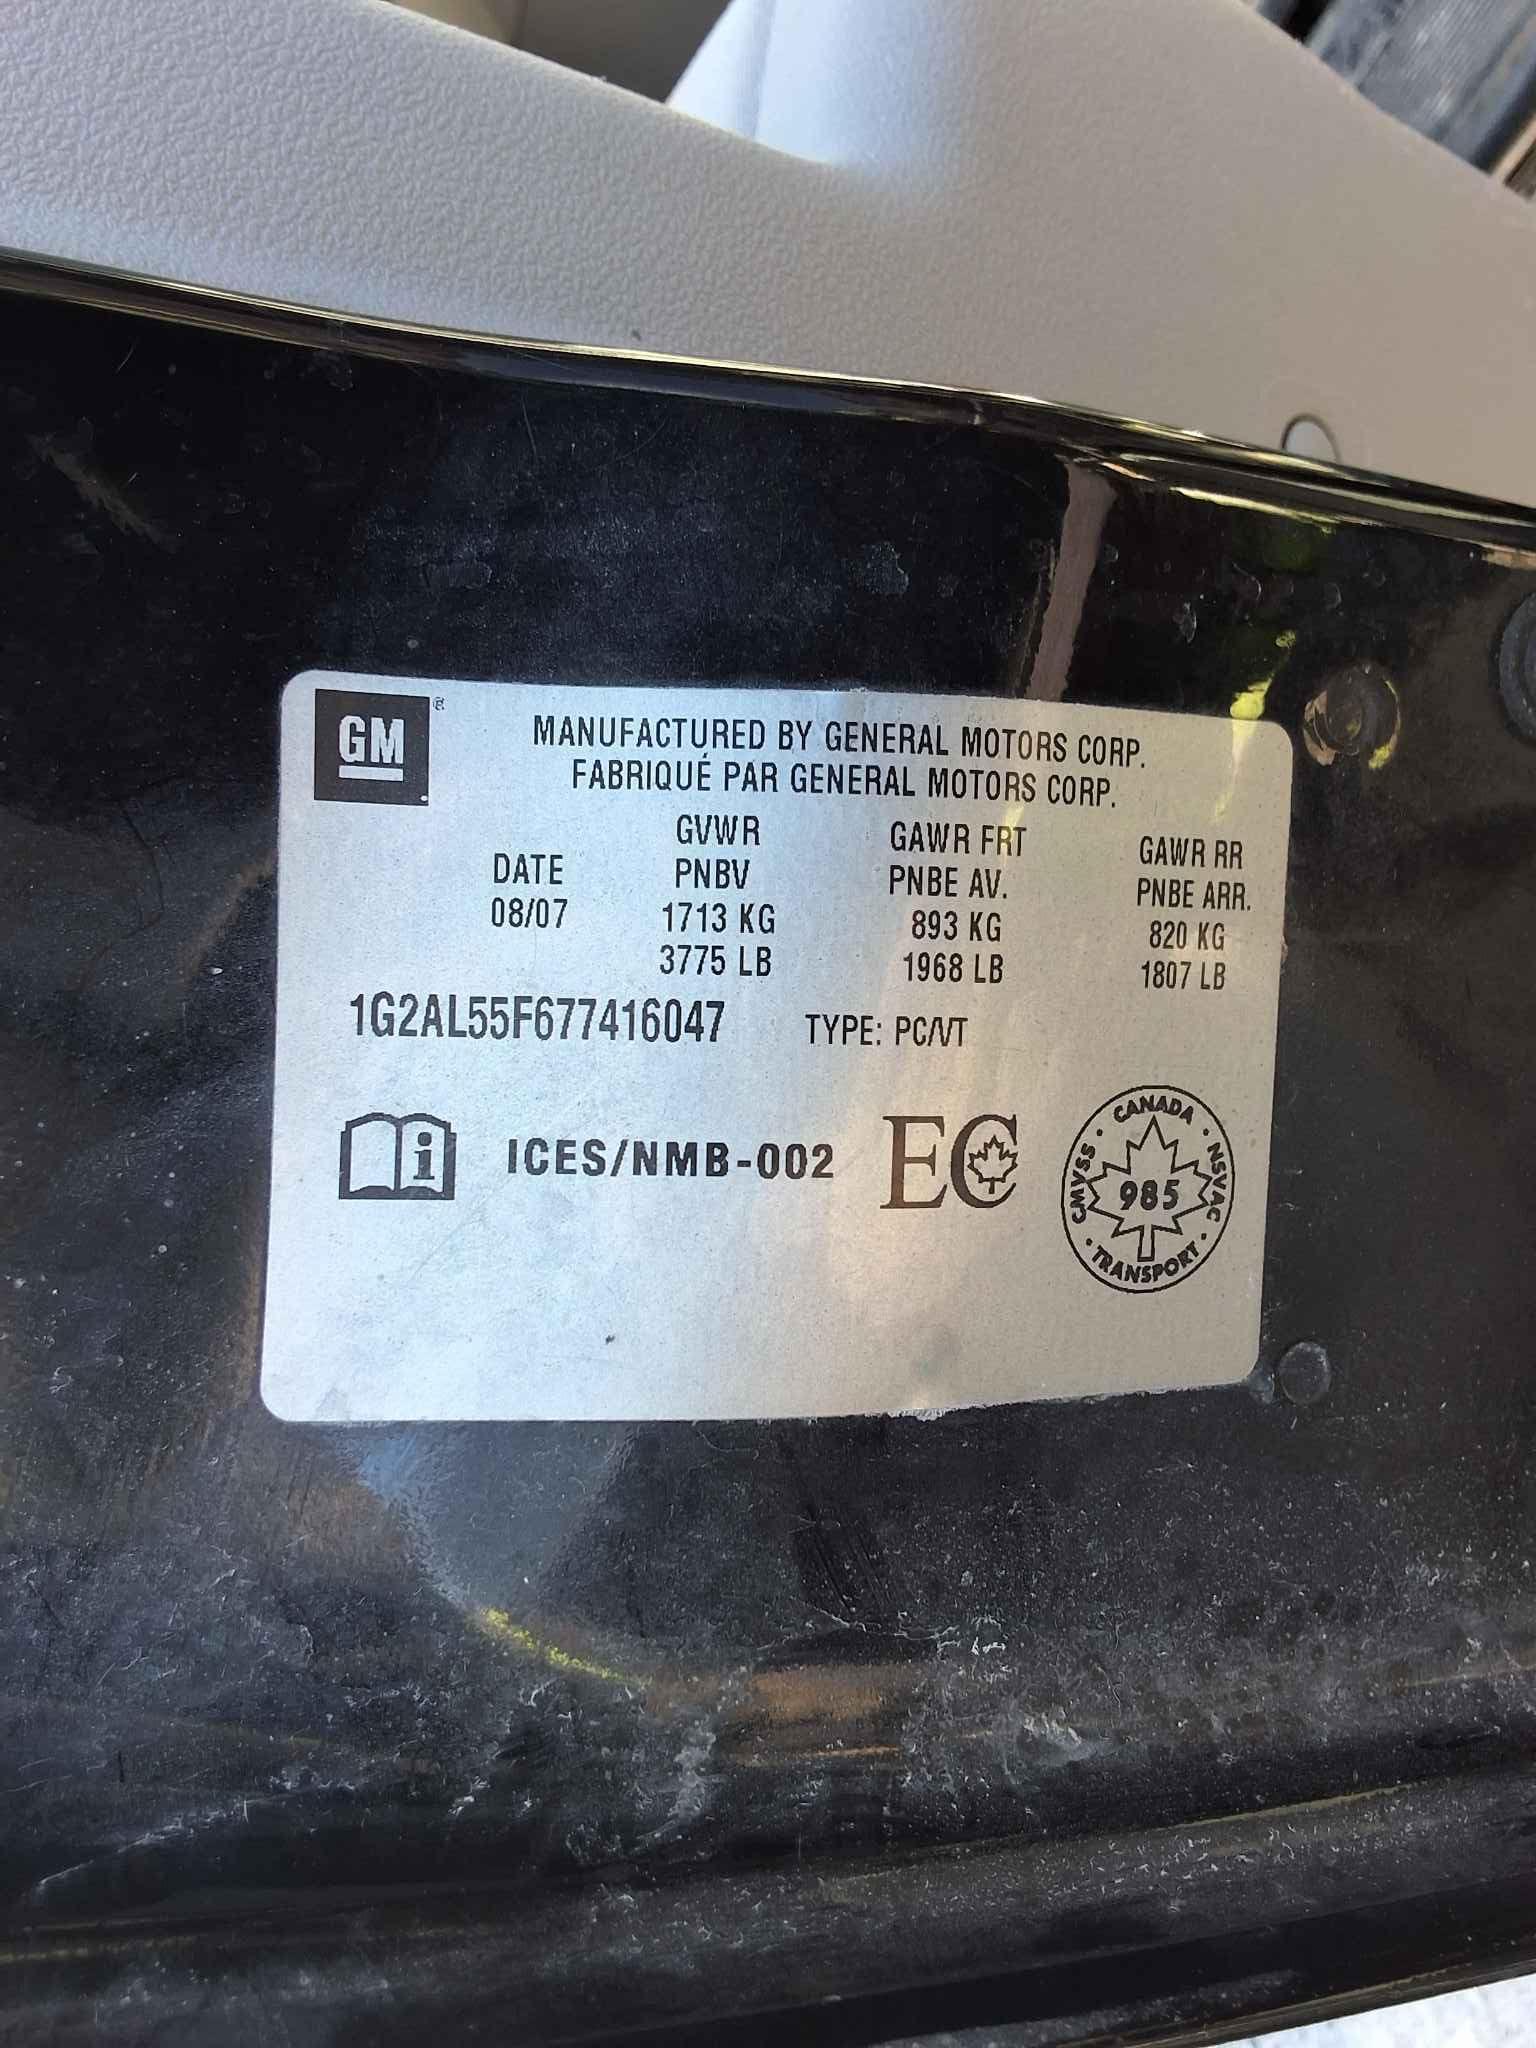 GM ®
MANUFACTURED BY GENERAL MOTORS CORP.
FABRIQUÉ PAR GENERAL MOTORS CORP.
GVWR GAWR FRT GAWR RR
DATE PNBV PNBE AV. PNBE ARR.
08/07 1713 KG 893 KG 820 KG
3775 LB 1968 LB 1807 LB
1G2AL55F677416047 TYPE: PC/VT
i ICES/NMB-002 EC
CANADA · NSVAC · TRANSPORT · CMVSS ·
985